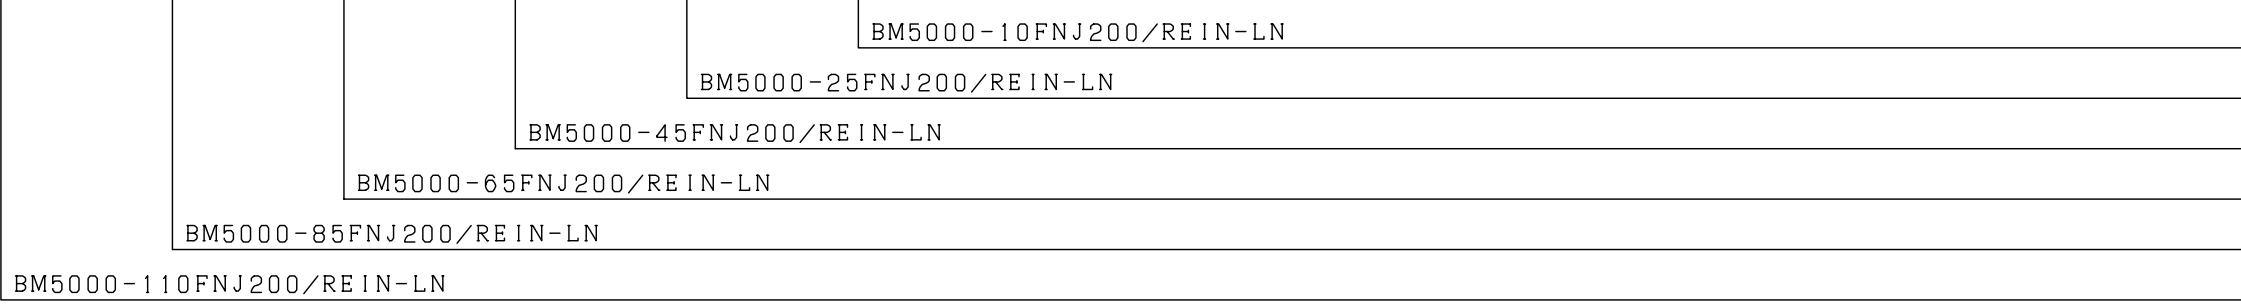 BM5000-10FNJ200/REIN-LN
BM5000-25FNJ200/REIN-LN
BM5000-45FNJ200/REIN-LN
BM5000-65FNJ200/REIN-LN
BM5000-85FNJ200/REIN-LN
BM5000-110FNJ200/REIN-LN